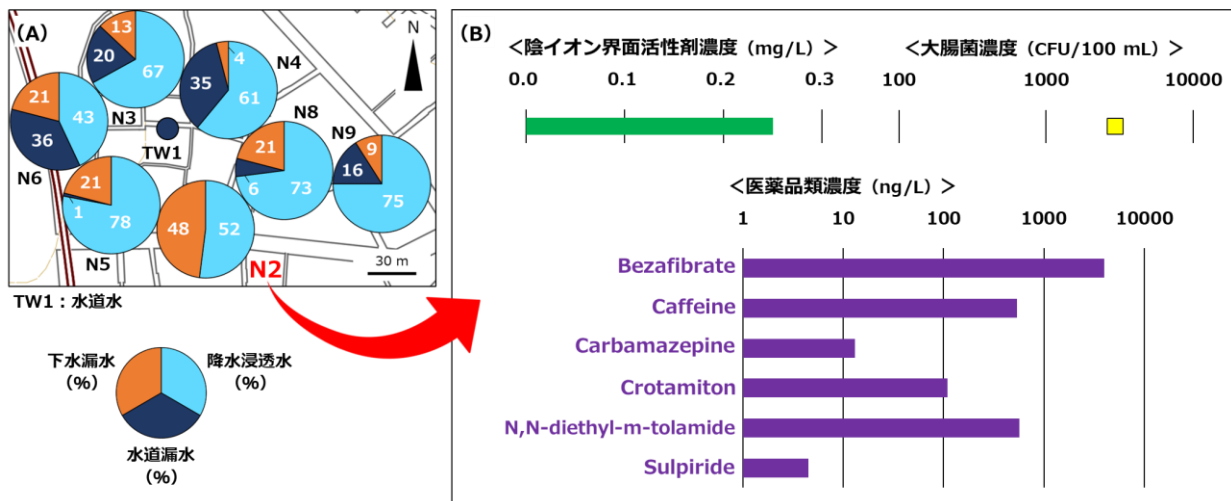 (A)
N
13
20
67
N3
35
4
61
N4
21
43
36
N6
TW1
N8
21
6
73
N9
9
16
75
21
1
78
N5
48
52
N2
30 m
TW1：水道水
下水漏水
（%）
降水浸透水
（%）
水道漏水
（%）
(B)
＜陰イオン界面活性剤濃度（mg/L）＞
0.0 0.1 0.2 0.3
＜大腸菌濃度（CFU/100 mL）＞
100 1000 10000
＜医薬品類濃度（ng/L）＞
1 10 100 1000 10000
Bezafibrate
Caffeine
Carbamazepine
Crotamiton
N,N-diethyl-m-tolamide
Sulpiride